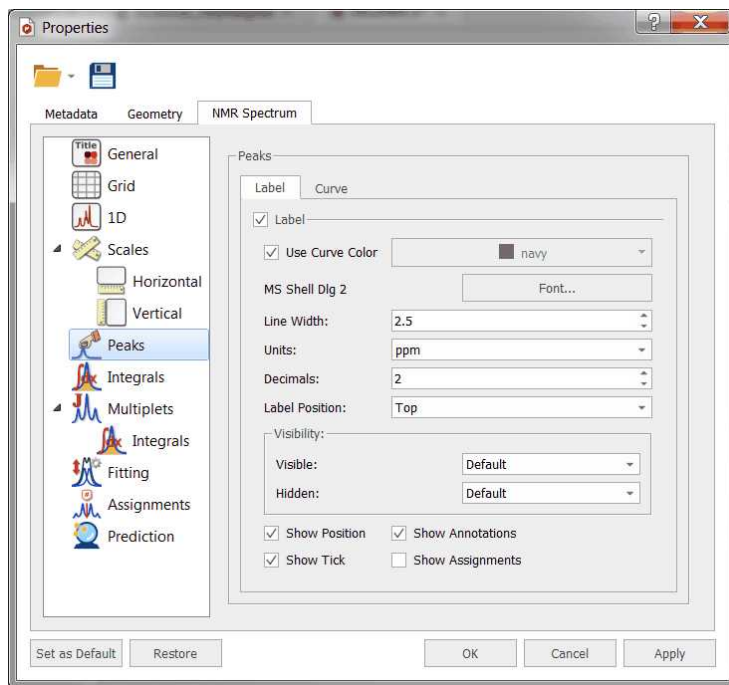 Properties
Metadata Geometry NMR Spectrum
Title
General
Grid
1D
Scales
Horizontal
Vertical
Peaks
Integrals
Multiplets
Integrals
Fitting
Assignments
Prediction
Peaks
Label Curve
Label
Use Curve Color navy
MS Shell Dlg 2 Font...
Line Width: 2.5
Units: ppm
Decimals: 2
Label Position: Top
Visibility:
Visible: Default
Hidden: Default
Show Position Show Annotations
Show Tick Show Assignments
Set as Default Restore OK Cancel Apply